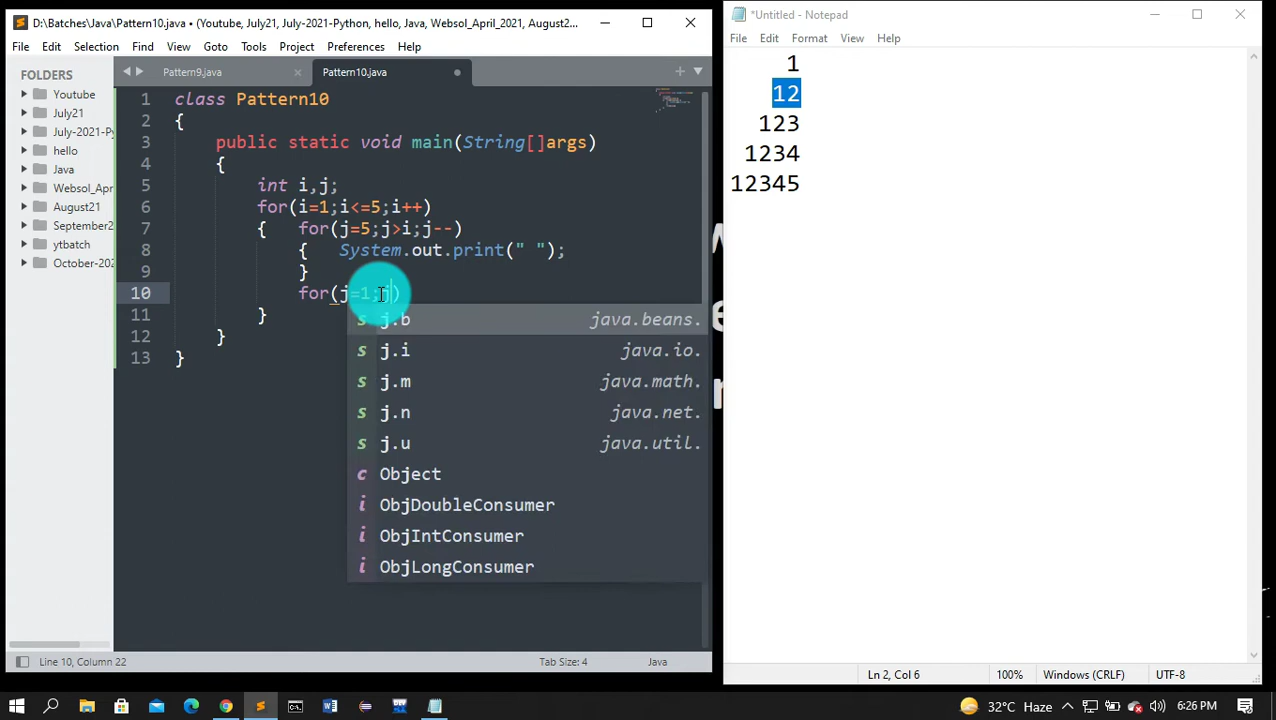 D:\Batches\Java\Pattern10.java • (Youtube, July21, July-2021-Python, hello, Java, Websol_April_2021, August2...
File Edit Selection Find View Goto Tools Project Preferences Help
FOLDERS
Youtube
July21
July-2021-Py
hello
Java
Websol_Apr
August21
September2
ytbatch
October-202
Pattern9.java
Pattern10.java
1 class Pattern10
2 {
3 public static void main(String[]args)
4 {
5 int i,j;
6 for(i=1;i<=5;i++)
7 { for(j=5;j>i;j--)
8 { System.out.print(" ");
9 }
10 for(j=1;j)
11 }
12 }
13 }
s j.b java.beans.
s j.i java.io.
s j.m java.math.
s j.n java.net.
s j.u java.util.
c Object
i ObjDoubleConsumer
i ObjIntConsumer
i ObjLongConsumer
Line 10, Column 22 Tab Size: 4 Java
*Untitled - Notepad
File Edit Format View Help
1
12
123
1234
12345
Ln 2, Col 6 100% Windows (CRLF) UTF-8
32°C Haze 6:26 PM